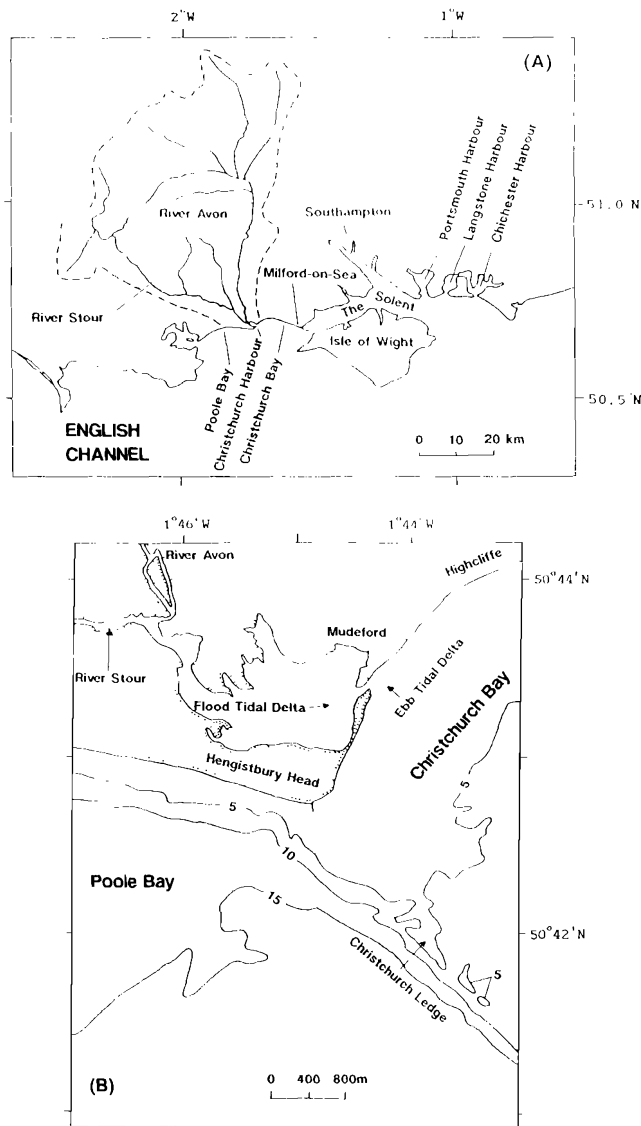 2°W
1°W
(A)
51.0 N
50.5'N
Portsmouth Harbour
Langstone Harbour
Chichester Harbour
River Avon
Southampton
Milford-on-Sea
The Solent
River Stour
Isle of Wight
Poole Bay
Christchurch Harbour
Christchurch Bay
ENGLISH
CHANNEL
0 10 20 km
1°46'W
1°44'W
River Avon
Highcliffe
50°44'N
Mudeford
River Stour
Flood Tidal Delta
Ebb Tidal Delta
Christchurch Bay
Hengistbury Head
5
5
10
Poole Bay
15
50°42'N
Christchurch Ledge
5
(B)
0 400 800m